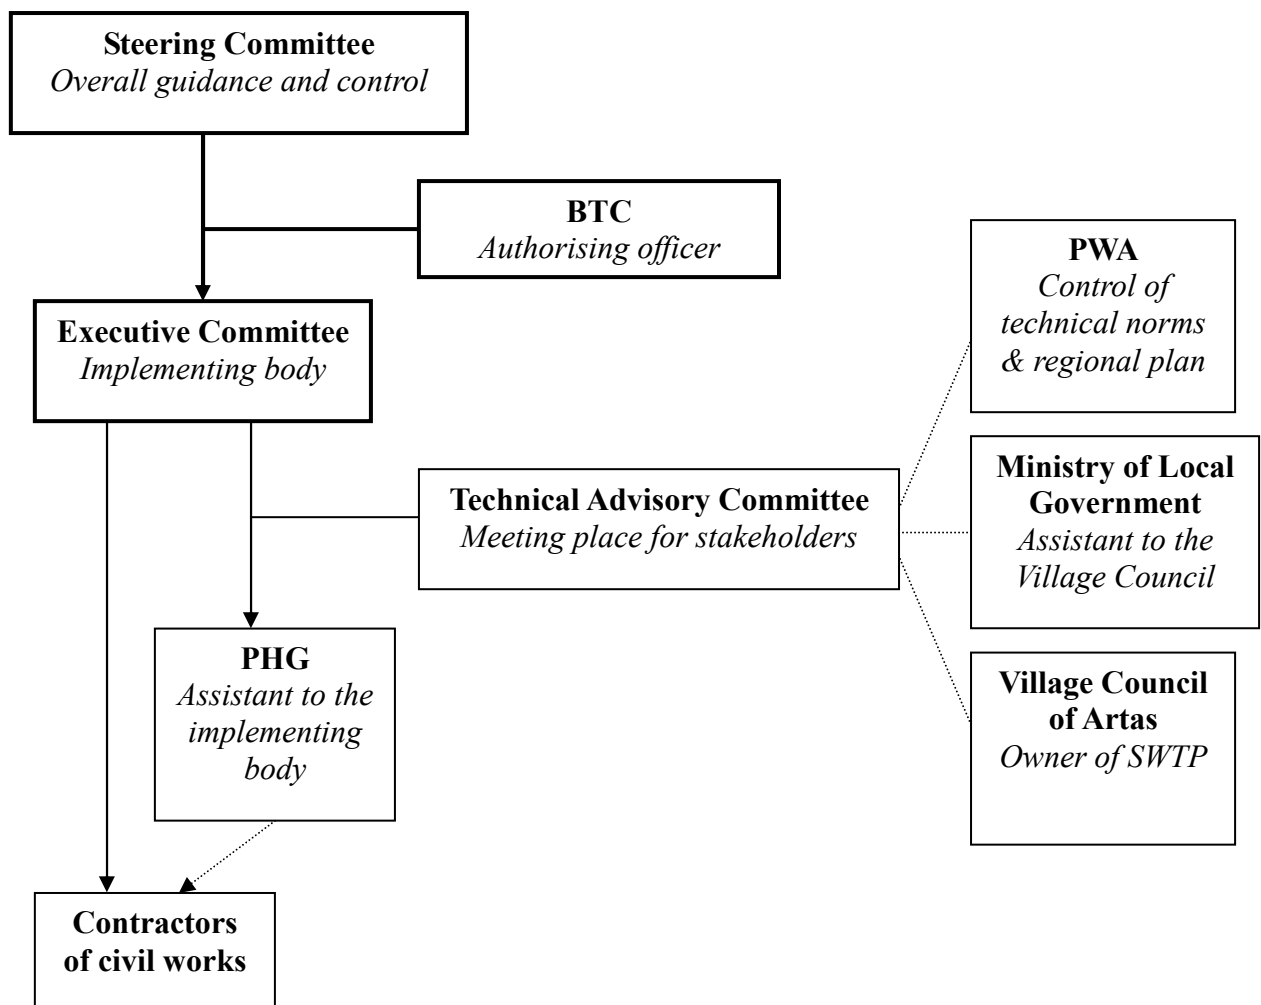 Steering Committee
Overall guidance and control
BTC
Authorising officer
PWA
Control of
technical norms
& regional plan
Executive Committee
Implementing body
Ministry of Local
Government
Assistant to the
Village Council
Technical Advisory Committee
Meeting place for stakeholders
PHG
Assistant to the
implementing
body
Village Council
of Artas
Owner of SWTP
Contractors
of civil works